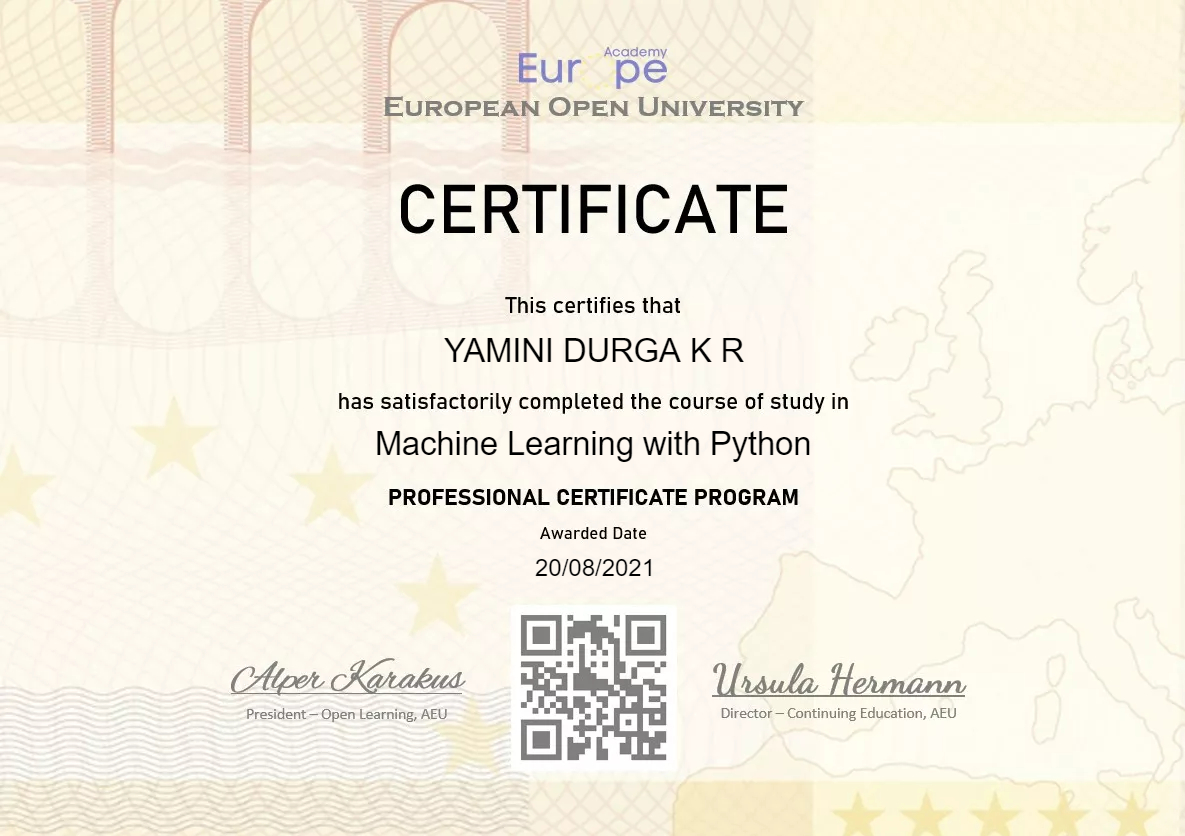 Academy
Eur pe
EUROPEAN OPEN UNIVERSITY
CERTIFICATE
This certifies that
YAMINI DURGA K R
has satisfactorily completed the course of study in
Machine Learning with Python
PROFESSIONAL CERTIFICATE PROGRAM
Awarded Date
20/08/2021
Alper Karakus
President – Open Learning, AEU
Ursula Hermann
Director – Continuing Education, AEU